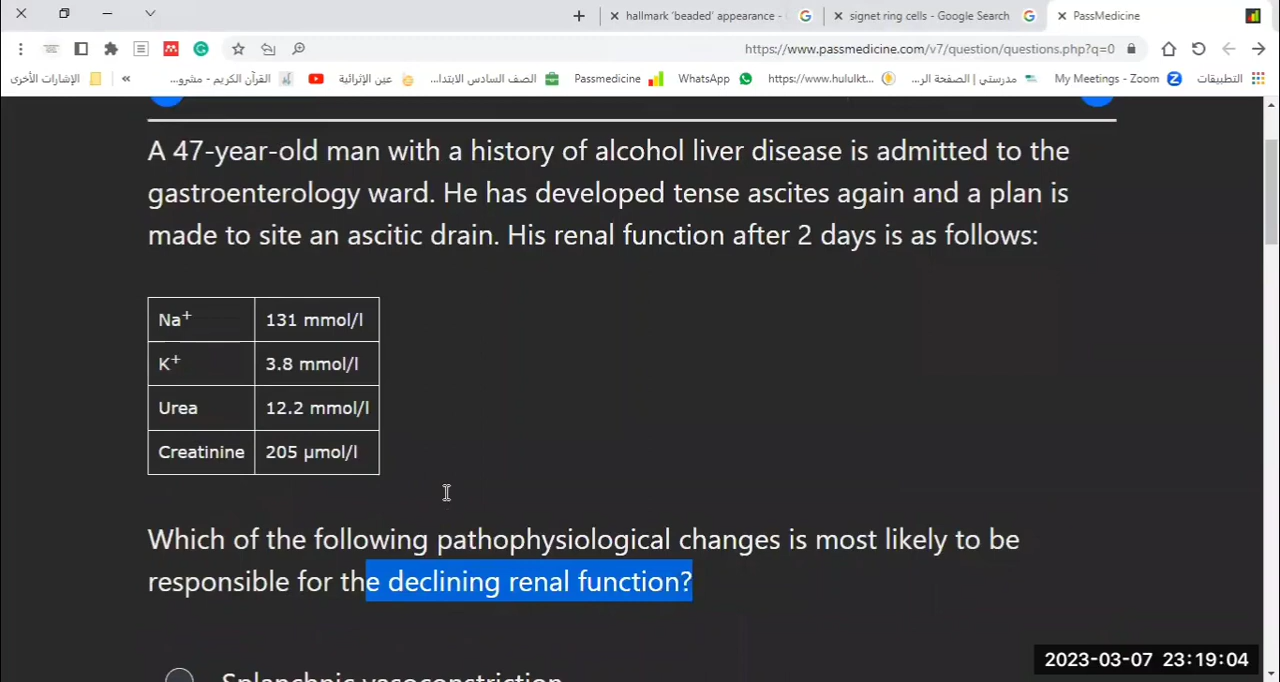 hallmark 'beaded' appearance -
signet ring cells - Google Search
PassMedicine
https://www.passmedicine.com/v7/question/questions.php?q=0
الإشارات الأخرى
القرآن الكريم - مشرو...
عين الإثرائية
الصف السادس الابتدا...
Passmedicine
WhatsApp
https://www.hululkt...
مدرستي | الصفحة الر...
My Meetings - Zoom
التطبيقات
A 47-year-old man with a history of alcohol liver disease is admitted to the
gastroenterology ward. He has developed tense ascites again and a plan is
made to site an ascitic drain. His renal function after 2 days is as follows:
Na⁺ 131 mmol/l
K⁺ 3.8 mmol/l
Urea 12.2 mmol/l
Creatinine 205 µmol/l
Which of the following pathophysiological changes is most likely to be
responsible for the declining renal function?
Splanchnic vasoconstriction
2023-03-07 23:19:04